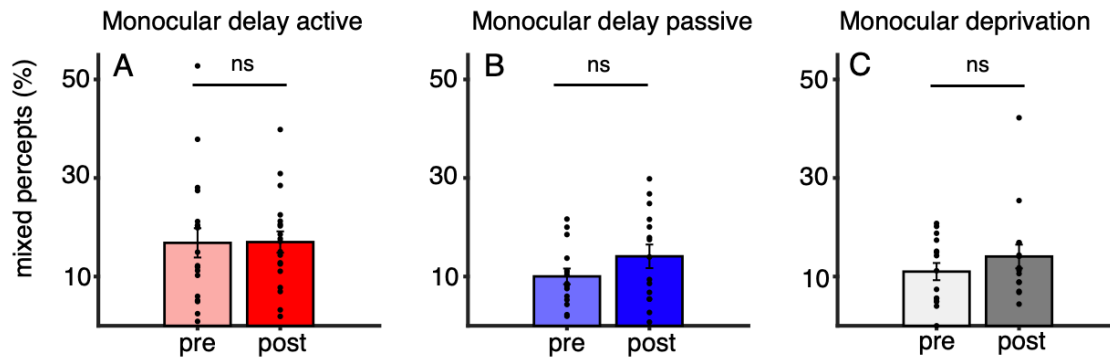 Monocular delay active
Monocular delay passive
Monocular deprivation
mixed percepts (%)
50
30
10
A
ns
pre post
50
30
10
B
ns
pre post
50
30
10
C
ns
pre post